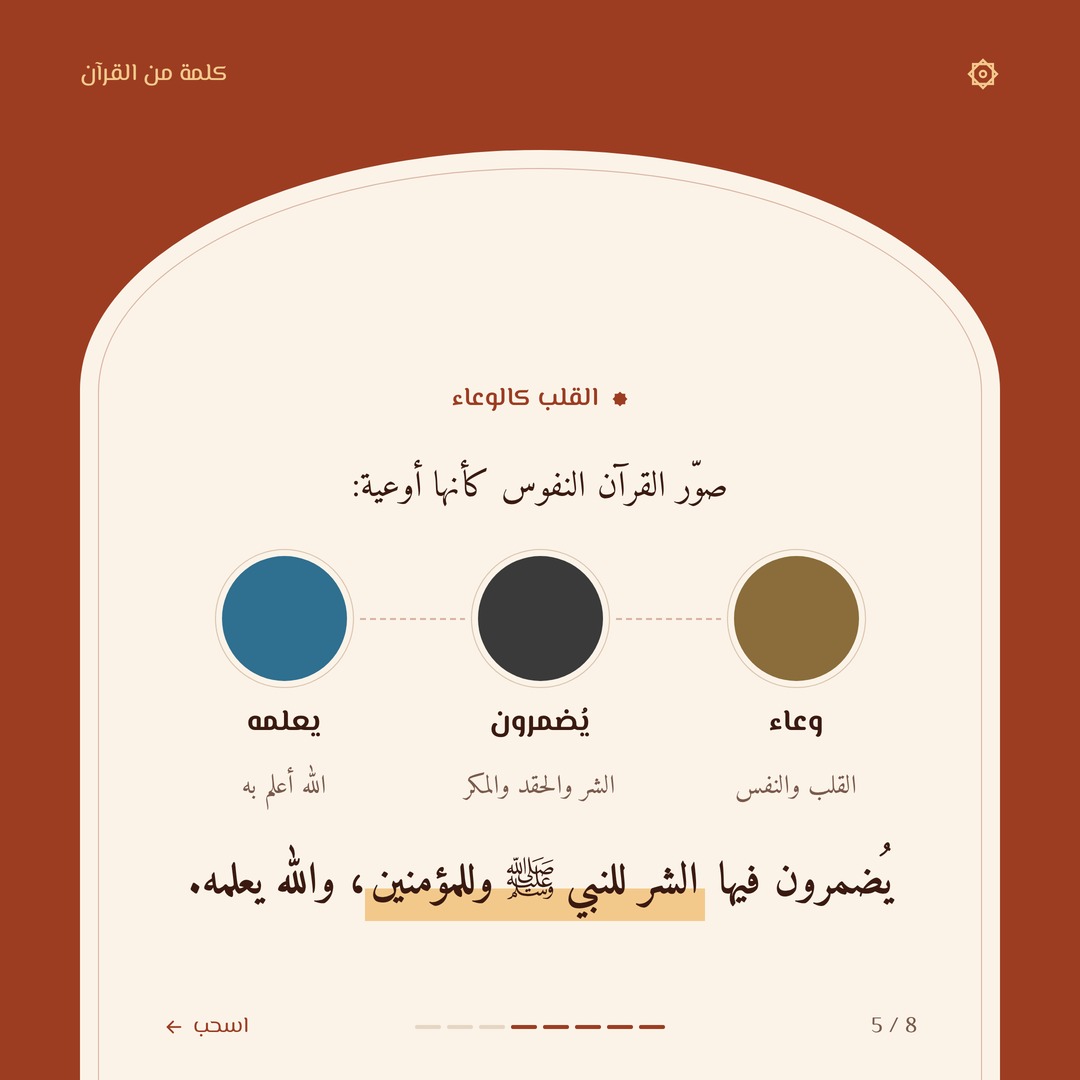 كلمة من القرآن
القلب كالوعاء
صوّر القرآن النفوس كأنها أوعية:
وعاء
يُضمرون
يعلمه
القلب والنفس
الشر والحقد والمكر
الله أعلم به
يُضمرون فيها الشر للنبي ﷺ وللمؤمنين، والله يعلمه.
5 / 8
اسحب ←